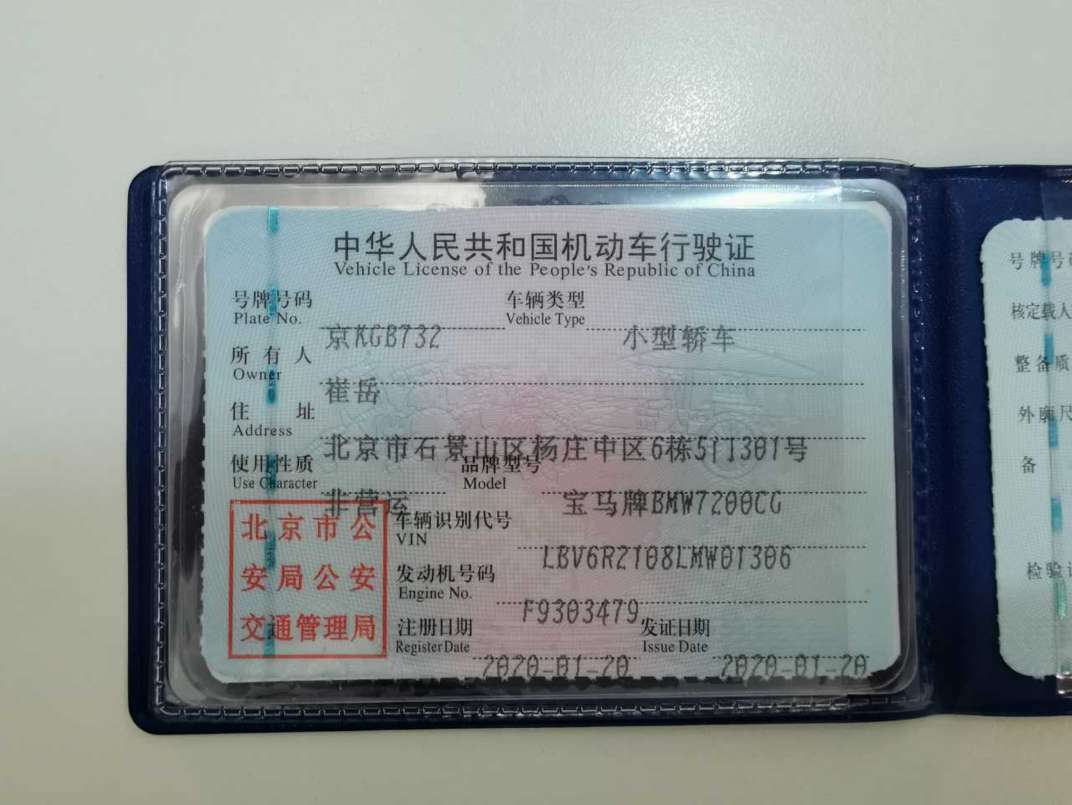 中华人民共和国机动车行驶证
Vehicle License of the People's Republic of China
号牌号码 车辆类型
Plate No. Vehicle Type
京KGB732 小型轿车
所有人
Owner
崔岳
住址
Address
北京市石景山区杨庄中区6栋5门301号
使用性质 品牌型号
Use Character Model
非营运 宝马牌BMW7200CG
北京市公
安局公安
交通管理局
车辆识别代号
VIN
LBV6R2108LMW01306
发动机号码
Engine No.
F9303479
注册日期 发证日期
Register Date Issue Date
2020-01-20 2020-01-20
号牌号
核定载人
整备质
外廓尺
备
检验